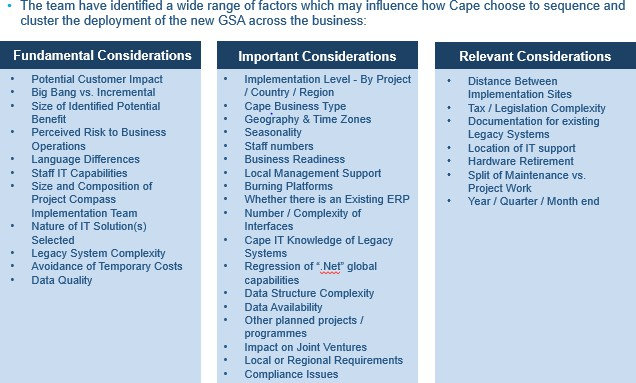 • The team have identified a wide range of factors which may influence how Cape choose to sequence and
cluster the deployment of the new GSA across the business:
Fundamental Considerations
• Potential Customer Impact
• Big Bang vs. Incremental
• Size of Identified Potential
Benefit
• Perceived Risk to Business
Operations
• Language Differences
• Staff IT Capabilities
• Size and Composition of
Project Compass
Implementation Team
• Nature of IT Solution(s)
Selected
• Legacy System Complexity
• Avoidance of Temporary Costs
• Data Quality
Important Considerations
• Implementation Level - By Project
/ Country / Region
• Cape Business Type
• Geography & Time Zones
• Seasonality
• Staff numbers
• Business Readiness
• Local Management Support
• Burning Platforms
• Whether there is an Existing ERP
• Number / Complexity of
Interfaces
• Cape IT Knowledge of Legacy
Systems
• Regression of “.Net” global
capabilities
• Data Structure Complexity
• Data Availability
• Other planned projects /
programmes
• Impact on Joint Ventures
• Local or Regional Requirements
• Compliance Issues
Relevant Considerations
• Distance Between
Implementation Sites
• Tax / Legislation Complexity
• Documentation for existing
Legacy Systems
• Location of IT support
• Hardware Retirement
• Split of Maintenance vs.
Project Work
• Year / Quarter / Month end